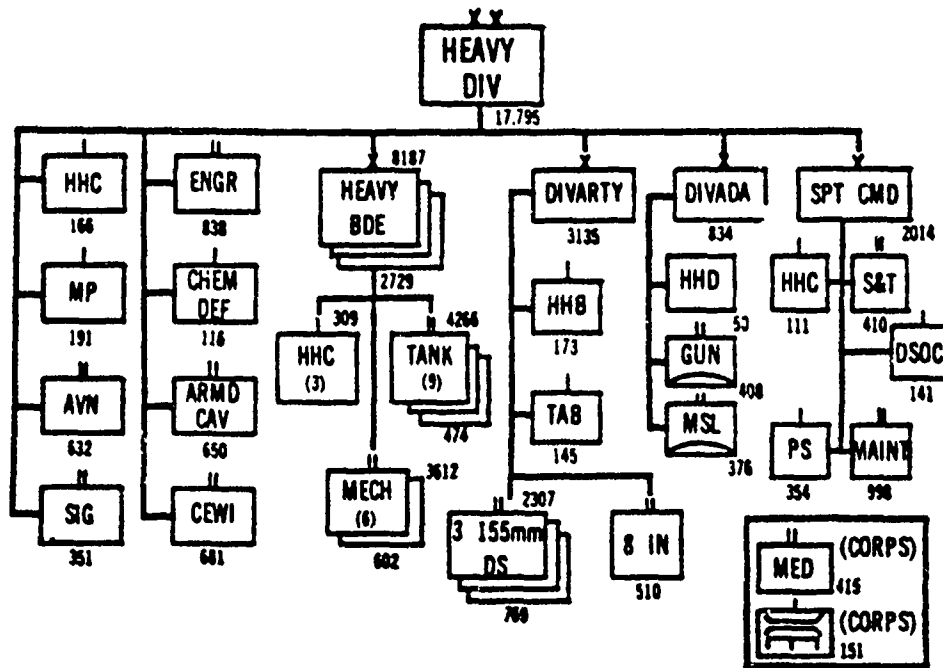 HEAVY
DIV
17.795
HHC
166
MP
191
AVN
632
SIG
351
ENGR
838
CHEM
DEF
116
ARMD
CAV
650
CEWI
681
8187
HEAVY
BDE
2729
309
HHC
(3)
4266
TANK
(9)
474
3612
MECH
(6)
602
DIVARTY
3135
HHB
173
TAB
145
2307
3 155mm
DS
769
8 IN
510
DIVADA
834
HHD
50
GUN
408
MSL
376
SPT CMD
2014
HHC
111
S&T
410
DSOC
141
PS
354
MAINT
998
MED
(CORPS)
415
(CORPS)
151